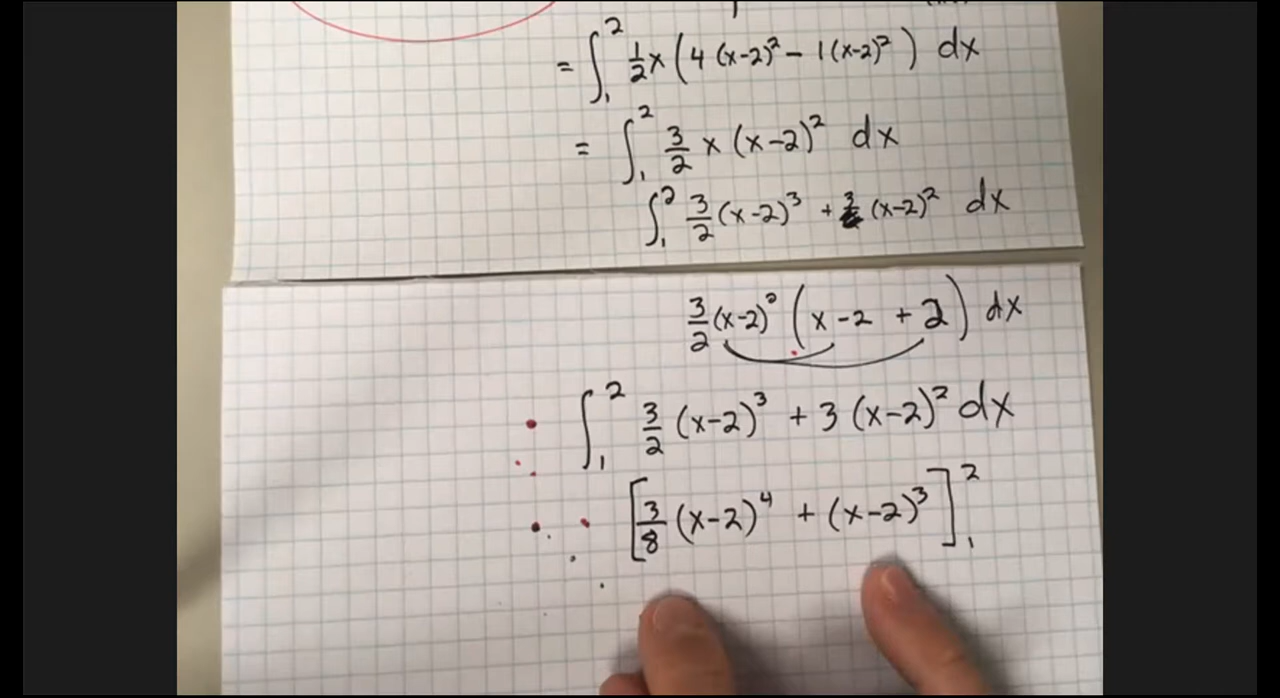 = ∫₁² ½x (4 (x-2)² - 1(x-2)²) dx
= ∫₁² 3/2 x (x-2)² dx
∫₁² 3/2 (x-2)³ + (x-2)² dx
3/2 (x-2)² (x - 2 + 2) dx
∫₁² 3/2 (x-2)³ + 3 (x-2)² dx
[3/8 (x-2)⁴ + (x-2)³]₁²